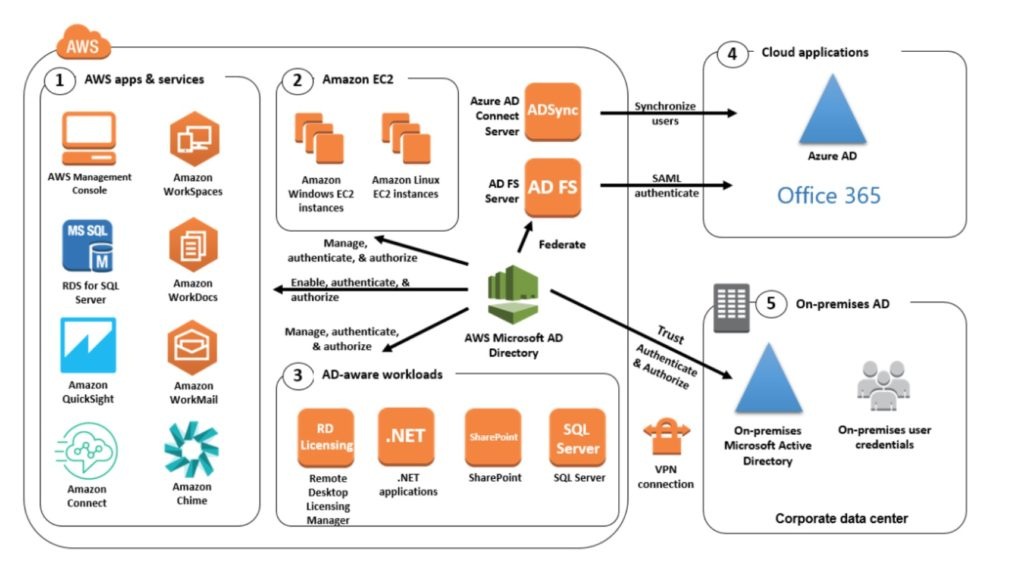 AWS
1
AWS apps & services
AWS Management
Console
Amazon
WorkSpaces
MS SQL
M
RDS for SQL
Server
Amazon
WorkDocs
Amazon
QuickSight
Amazon
WorkMail
Amazon
Connect
Amazon
Chime
2
Amazon EC2
Amazon
Windows EC2
instances
Amazon Linux
EC2 instances
Azure AD
Connect
Server
ADSync
AD FS
Server
AD FS
Federate
Manage,
authenticate, & authorize
Enable, authenticate, &
authorize
Manage, authenticate,
& authorize
AWS Microsoft AD
Directory
3
AD-aware workloads
RD
Licensing
Remote
Desktop
Licensing
Manager
.NET
.NET
applications
SharePoint
SharePoint
SQL
Server
SQL Server
Synchronize
users
SAML
authenticate
4
Cloud applications
Azure AD
Office 365
Trust
Authenticate
& Authorize
VPN
connection
5
On-premises AD
On-premises
Microsoft Active
Directory
On-premises user
credentials
Corporate data center